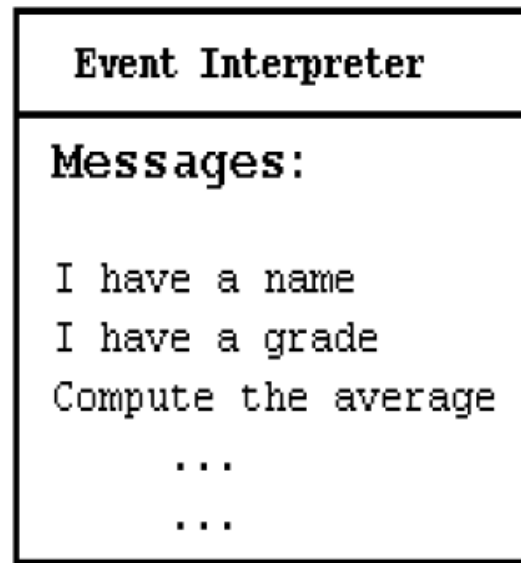 Event Interpreter
Messages:
I have a name
I have a grade
Compute the average
...
...